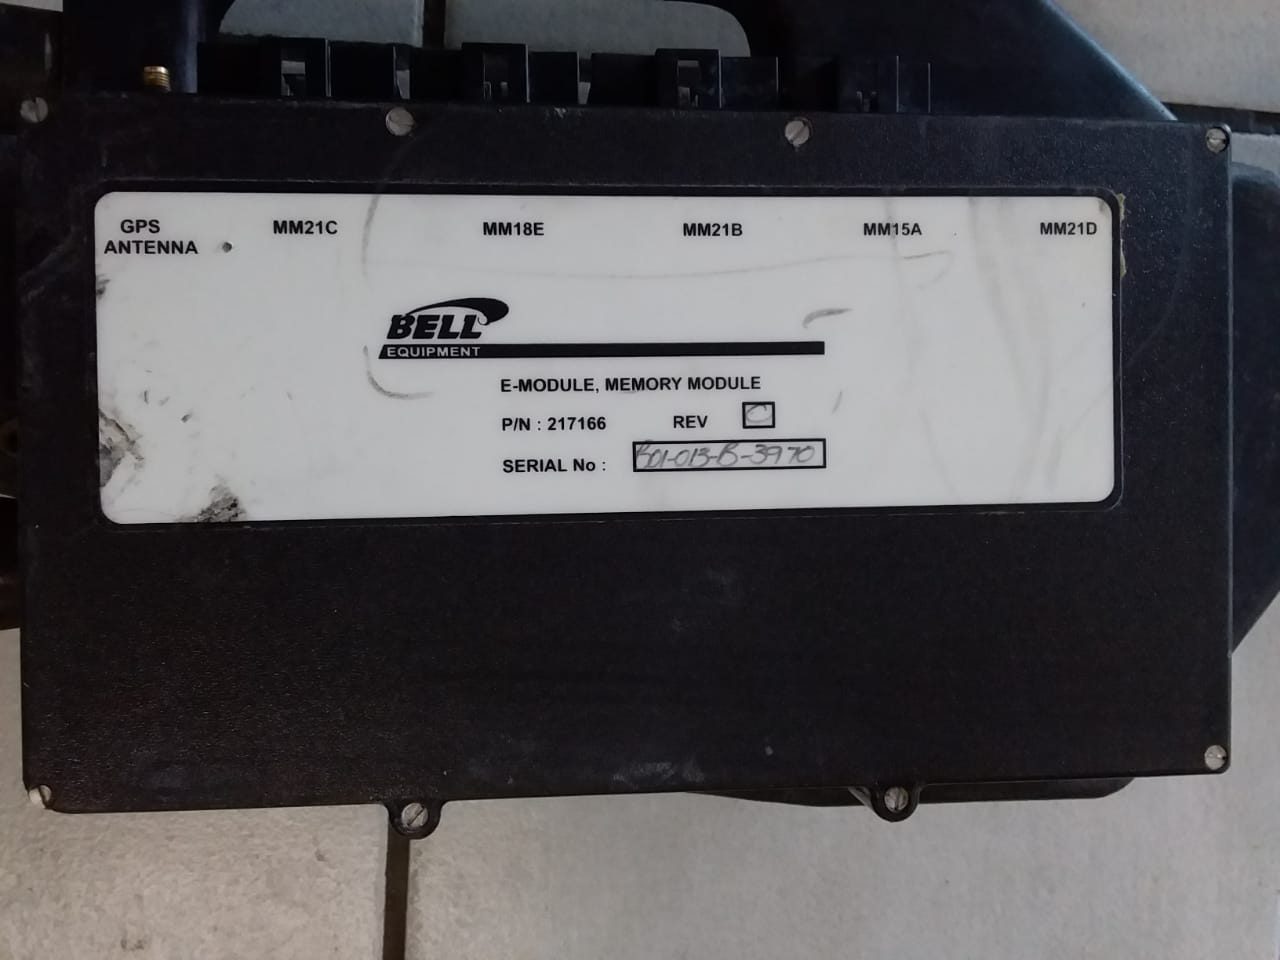 GPS
ANTENNA
MM21C
MM18E
MM21B
MM15A
MM21D
BELL
EQUIPMENT
E-MODULE, MEMORY MODULE
P/N : 217166 REV C
SERIAL No : B01-013-B-3970